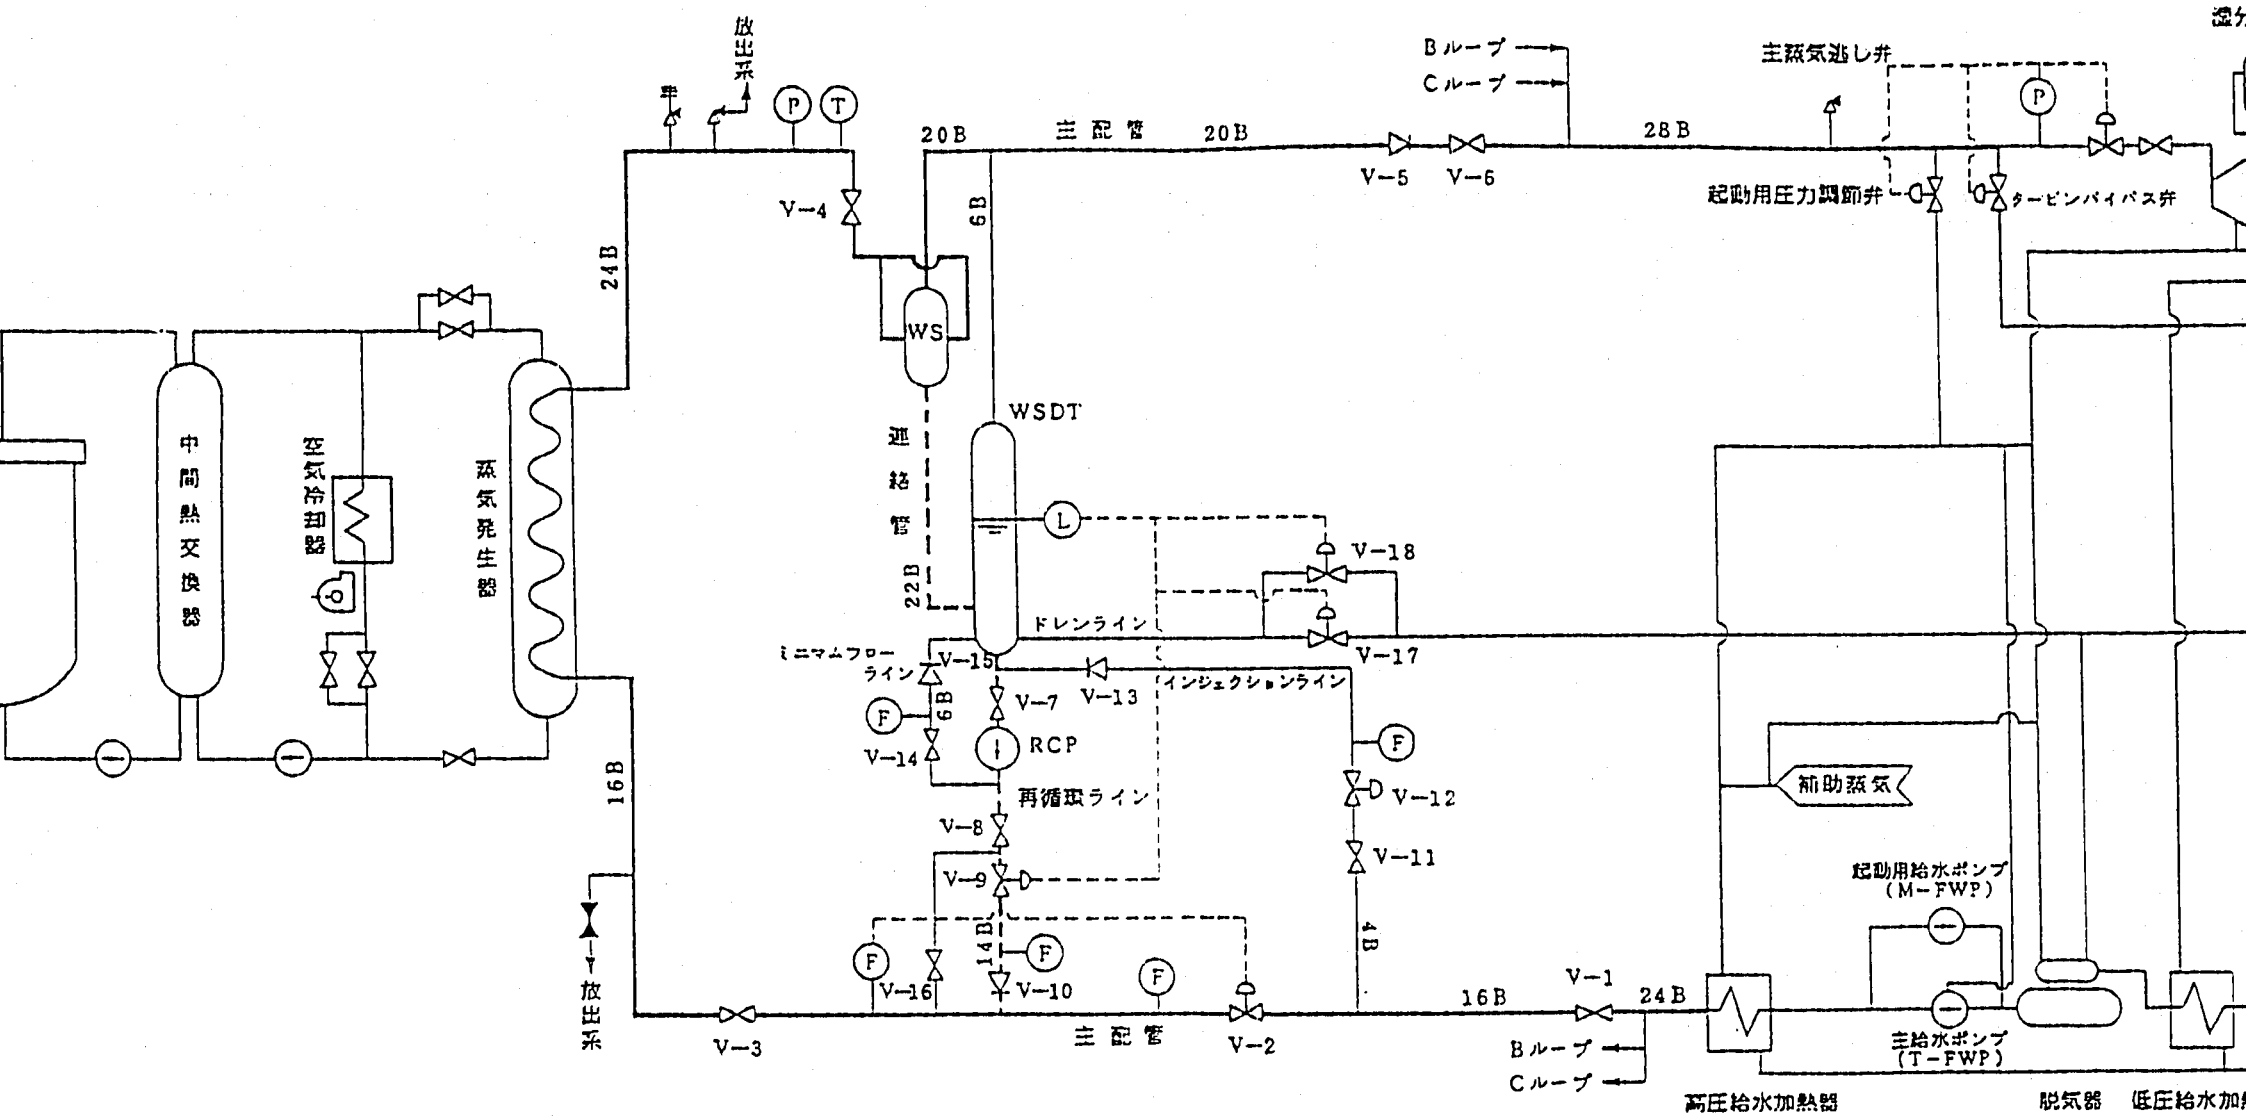 放出系
P
T
Bループ
Cループ
主蒸気逃し弁
P
20B
主配管
20B
28B
V-5
V-6
V-4
6B
起動用圧力調節弁
タービンバイパス弁
24B
WS
WSDT
連絡管
中間熱交換器
空気冷却器
蒸気発生器
L
V-18
22B
ドレンライン
V-17
ミニマムフロー
ライン
V-15
インジェクションライン
V-13
6B
V-7
F
F
RCP
V-14
16B
再循環ライン
V-12
補助蒸気
V-8
V-11
V-9
起動用給水ポンプ
(M-FWP)
14B
4B
F
F
F
V-16
V-10
V-1
16B
24B
放出系
V-3
主配管
V-2
Bループ
Cループ
主給水ポンプ
(T-FWP)
高圧給水加熱器
脱気器
低圧給水加